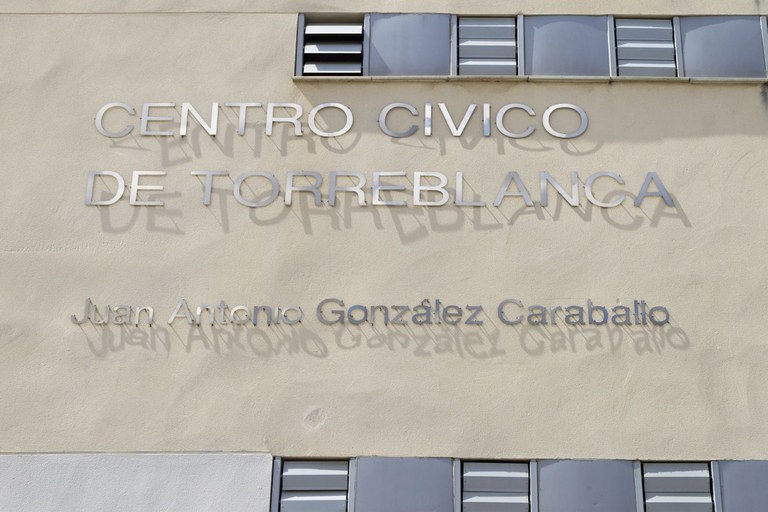 CENTRO CIVICO
DE TORREBLANCA
Juan Antonio González Caraballo